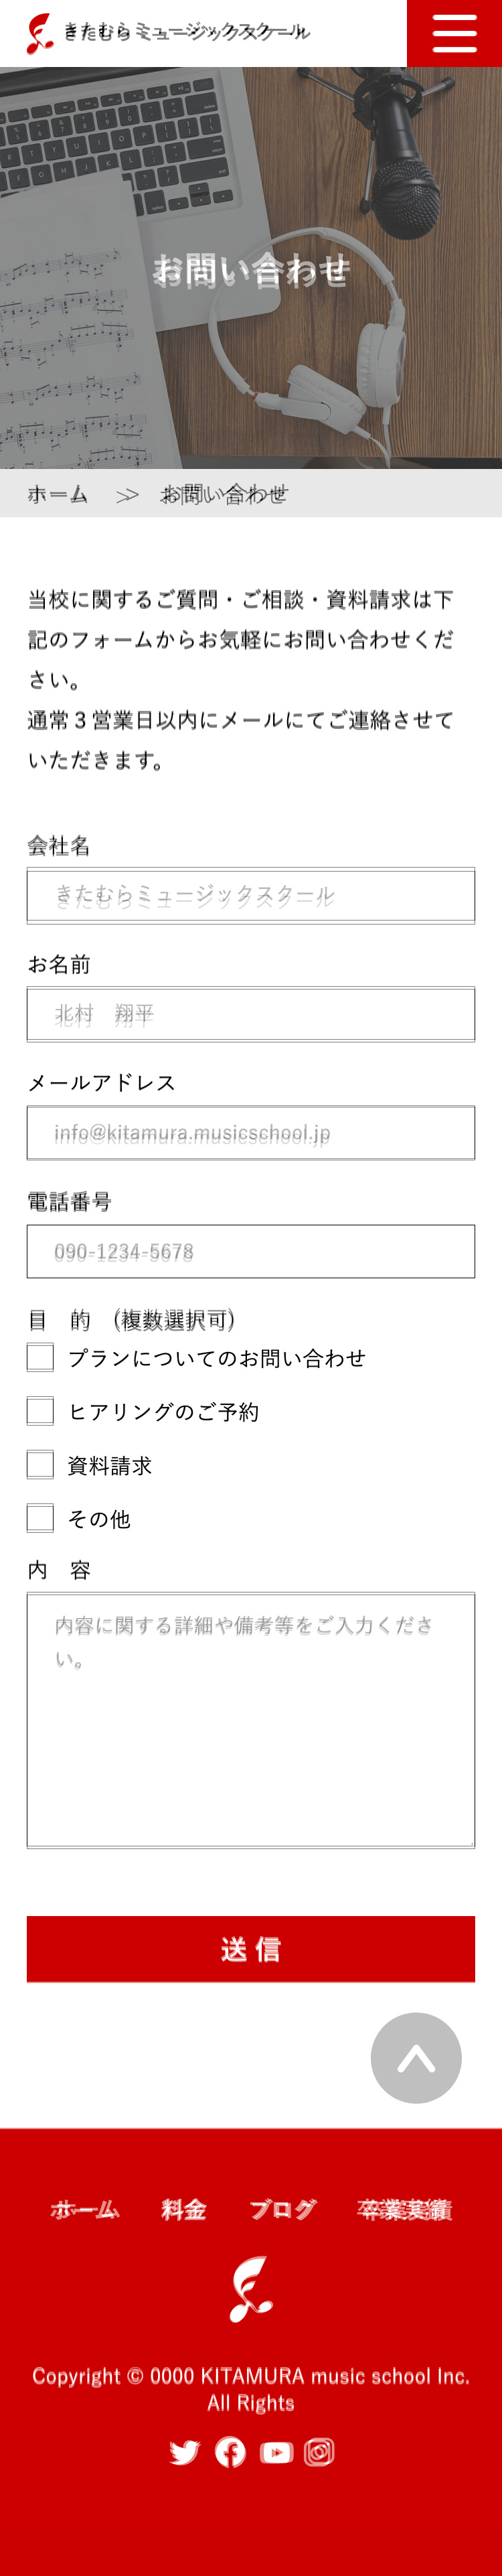 きたむらミュージックスクール
お問い合わせ
ホーム ≫ お問い合わせ
当校に関するご質問・ご相談・資料請求は下
記のフォームからお気軽にお問い合わせくだ
さい。
通常３営業日以内にメールにてご連絡させて
いただきます。
会社名
きたむらミュージックスクール
お名前
北村　翔平
メールアドレス
info@kitamura.musicschool.jp
電話番号
090-1234-5678
目　的　(複数選択可)
プランについてのお問い合わせ
ヒアリングのご予約
資料請求
その他
内　容
内容に関する詳細や備考等をご入力くださ
い。
送 信
ホーム 料金 ブログ 卒業実績
Copyright © 0000 KITAMURA music school Inc.
All Rights